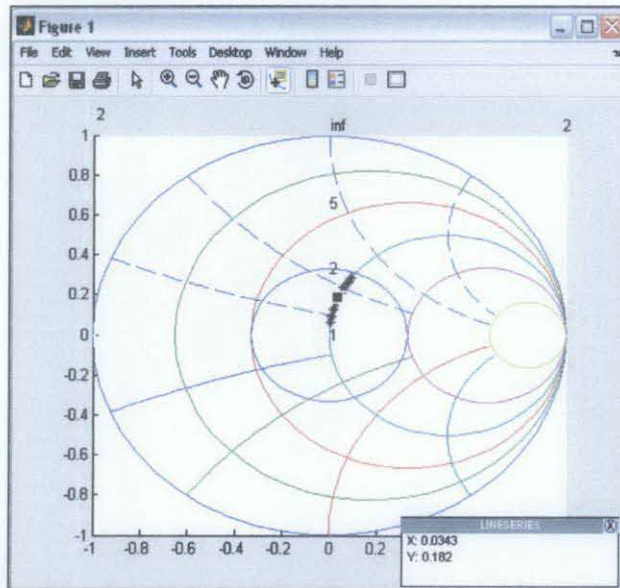 Figure 1
File Edit View Insert Tools Desktop Window Help
2 inf 2
1
0.8
0.6
0.4
0.2
0
-0.2
-0.4
-0.6
-0.8
-1
5
2
1
-1 -0.8 -0.6 -0.4 -0.2 0 0.2
LINESERIES
X: 0.0343
Y: 0.182